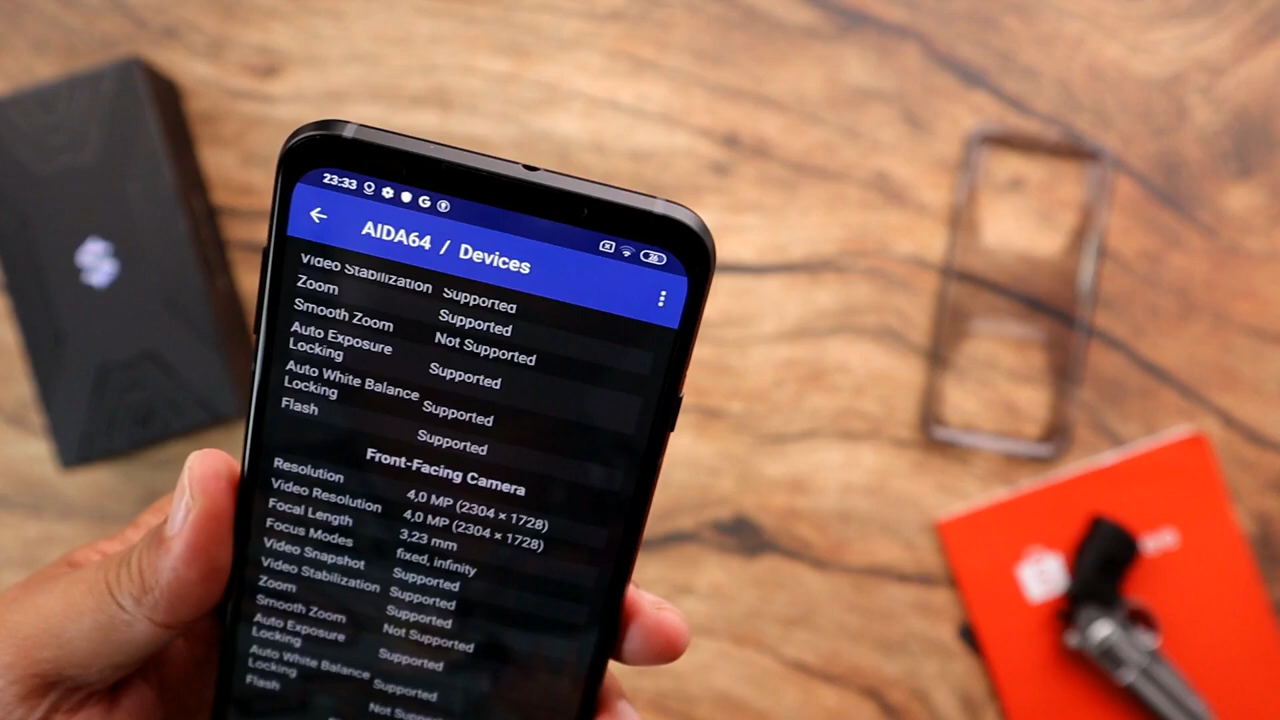 23:33
26
AIDA64 / Devices
Video Stabilization Supported
Zoom Supported
Smooth Zoom Not Supported
Auto Exposure
Locking Supported
Auto White Balance
Locking Supported
Flash Supported
Front-Facing Camera
Resolution 4,0 MP (2304 × 1728)
Video Resolution 4,0 MP (2304 × 1728)
Focal Length 3,23 mm
Focus Modes fixed, infinity
Video Snapshot Supported
Video Stabilization Supported
Zoom Supported
Smooth Zoom Not Supported
Auto Exposure
Locking Supported
Auto White Balance
Locking Supported
Flash Not